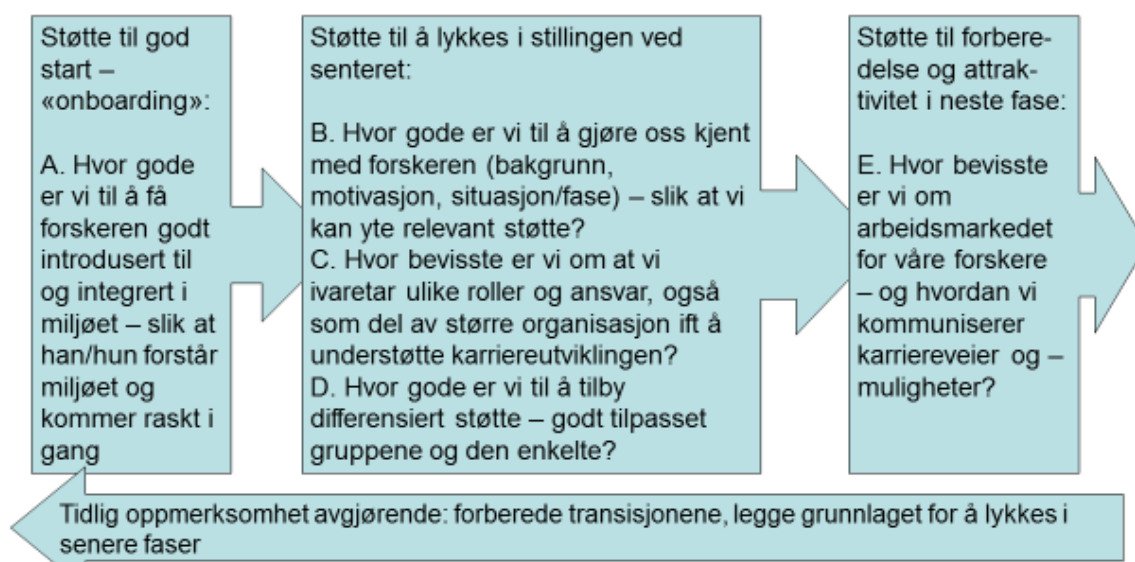 Støtte til god
start –
«onboarding»:
A. Hvor gode
er vi til å få
forskeren godt
introdusert til
og integrert i
miljøet – slik at
han/hun forstår
miljøet og
kommer raskt i
gang
Støtte til å lykkes i stillingen ved
senteret:
B. Hvor gode er vi til å gjøre oss kjent
med forskeren (bakgrunn,
motivasjon, situasjon/fase) – slik at vi
kan yte relevant støtte?
C. Hvor bevisste er vi om at vi
ivaretar ulike roller og ansvar, også
som del av større organisasjon ift å
understøtte karriereutviklingen?
D. Hvor gode er vi til å tilby
differensiert støtte – godt tilpasset
gruppene og den enkelte?
Støtte til forbere-
delse og attrak-
tivitet i neste fase:
E. Hvor bevisste
er vi om
arbeidsmarkedet
for våre forskere
– og hvordan vi
kommuniserer
karriereveier og –
muligheter?
Tidlig oppmerksomhet avgjørende: forberede transisjonene, legge grunnlaget for å lykkes i
senere faser